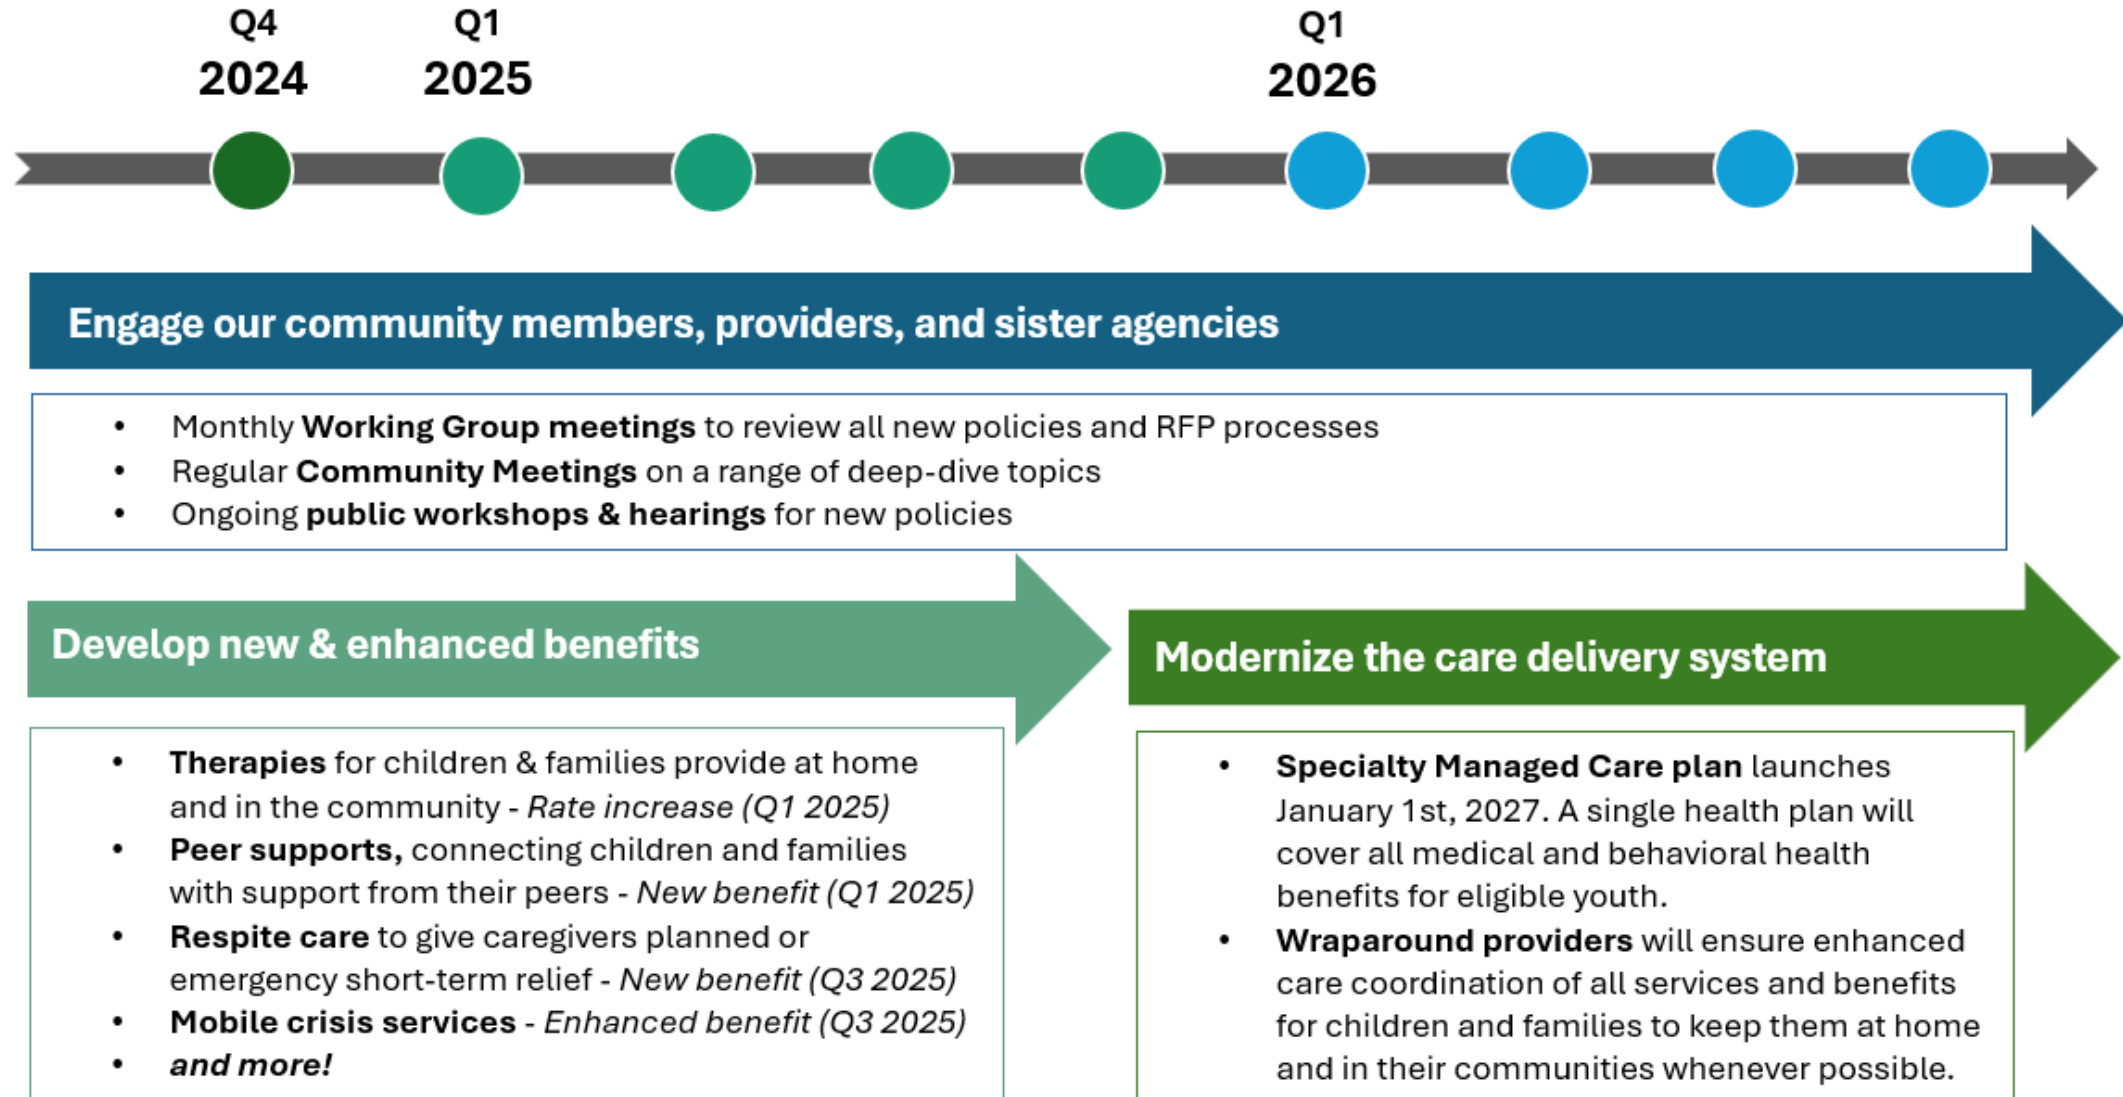 Q4 Q1 Q1
2024 2025 2026
Engage our community members, providers, and sister agencies
• Monthly Working Group meetings to review all new policies and RFP processes
• Regular Community Meetings on a range of deep-dive topics
• Ongoing public workshops & hearings for new policies
Develop new & enhanced benefits
• Therapies for children & families provide at home
and in the community - Rate increase (Q1 2025)
• Peer supports, connecting children and families
with support from their peers - New benefit (Q1 2025)
• Respite care to give caregivers planned or
emergency short-term relief - New benefit (Q3 2025)
• Mobile crisis services - Enhanced benefit (Q3 2025)
• and more!
Modernize the care delivery system
• Specialty Managed Care plan launches
January 1st, 2027. A single health plan will
cover all medical and behavioral health
benefits for eligible youth.
• Wraparound providers will ensure enhanced
care coordination of all services and benefits
for children and families to keep them at home
and in their communities whenever possible.